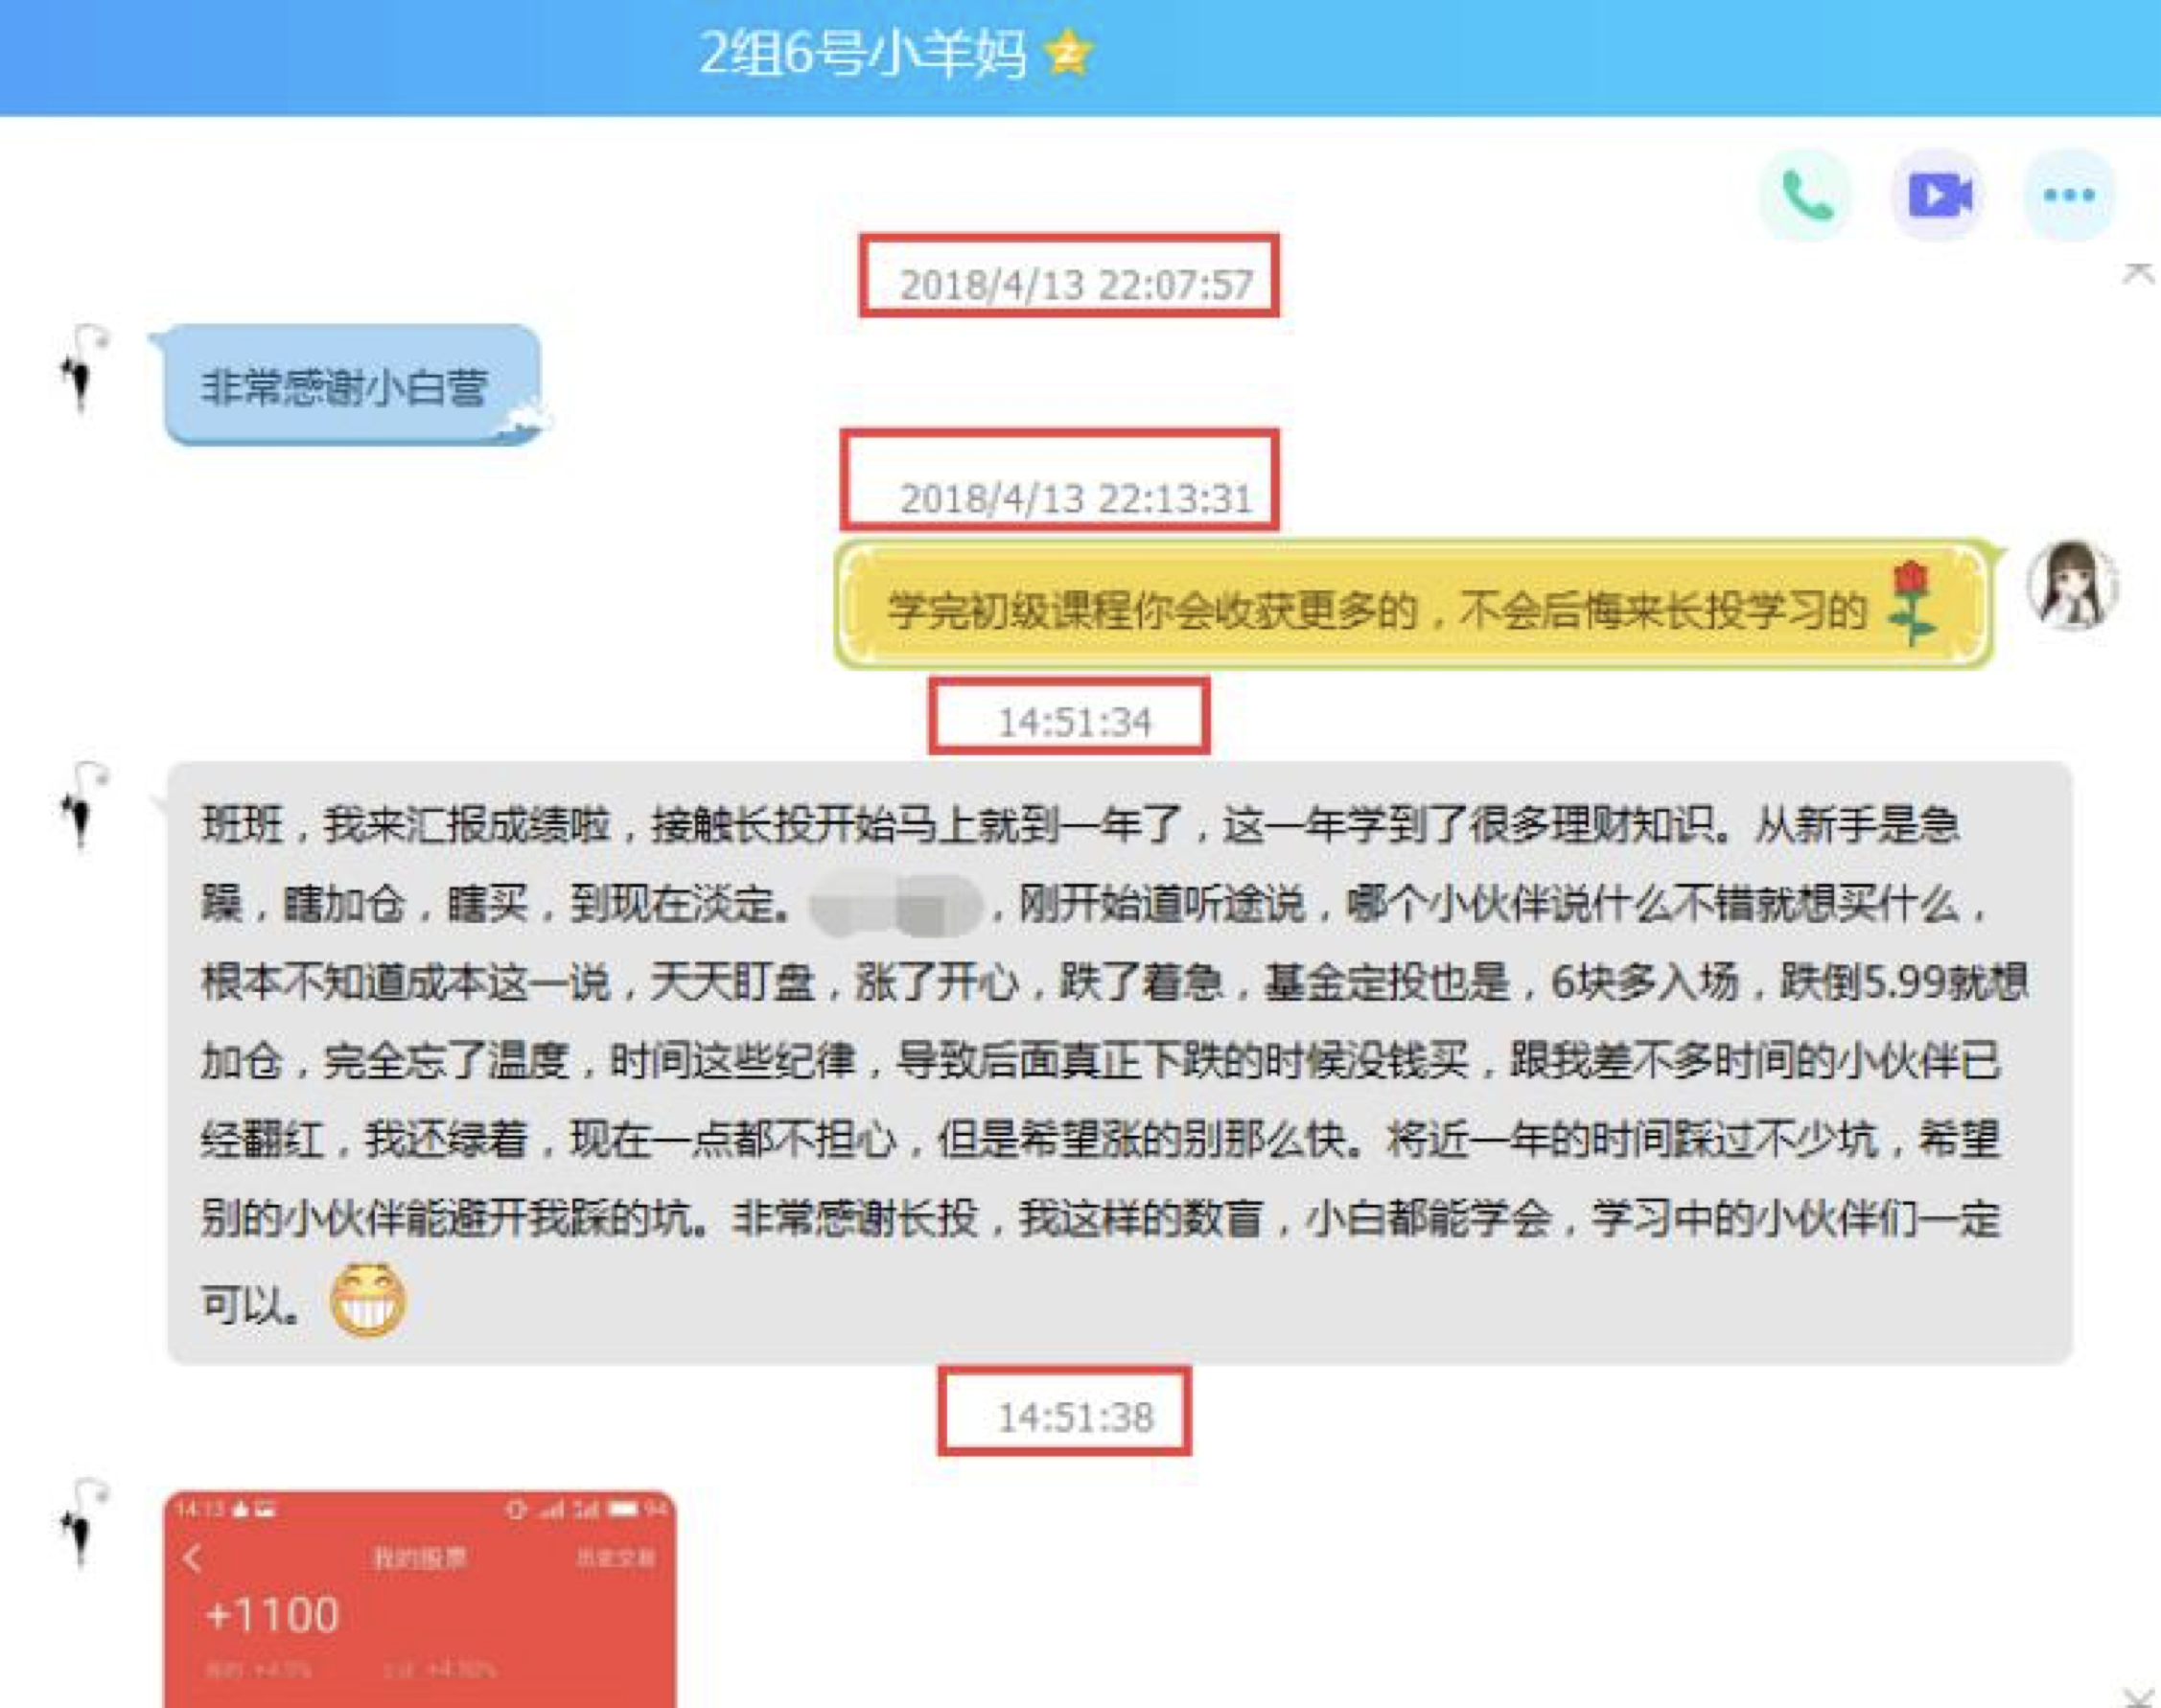 2组6号小羊妈
2018/4/13 22:07:57
非常感谢小白营
2018/4/13 22:13:31
学完初级课程你会收获更多的，不会后悔来长投学习的
14:51:34
班班，我来汇报成绩啦，接触长投开始马上就到一年了，这一年学到了很多理财知识。从新手是急
躁，瞎加仓，瞎买，到现在淡定。 ，刚开始道听途说，哪个小伙伴说什么不错就想买什么，
根本不知道成本这一说，天天盯盘，涨了开心，跌了着急，基金定投也是，6块多入场，跌倒5.99就想
加仓，完全忘了温度，时间这些纪律，导致后面真正下跌的时候没钱买，跟我差不多时间的小伙伴已
经翻红，我还绿着，现在一点都不担心，但是希望涨的别那么快。将近一年的时间踩过不少坑，希望
别的小伙伴能避开我踩的坑。非常感谢长投，我这样的数盲，小白都能学会，学习中的小伙伴们一定
可以。
14:51:38
14:13 94
我的股票 历史交易
+1100